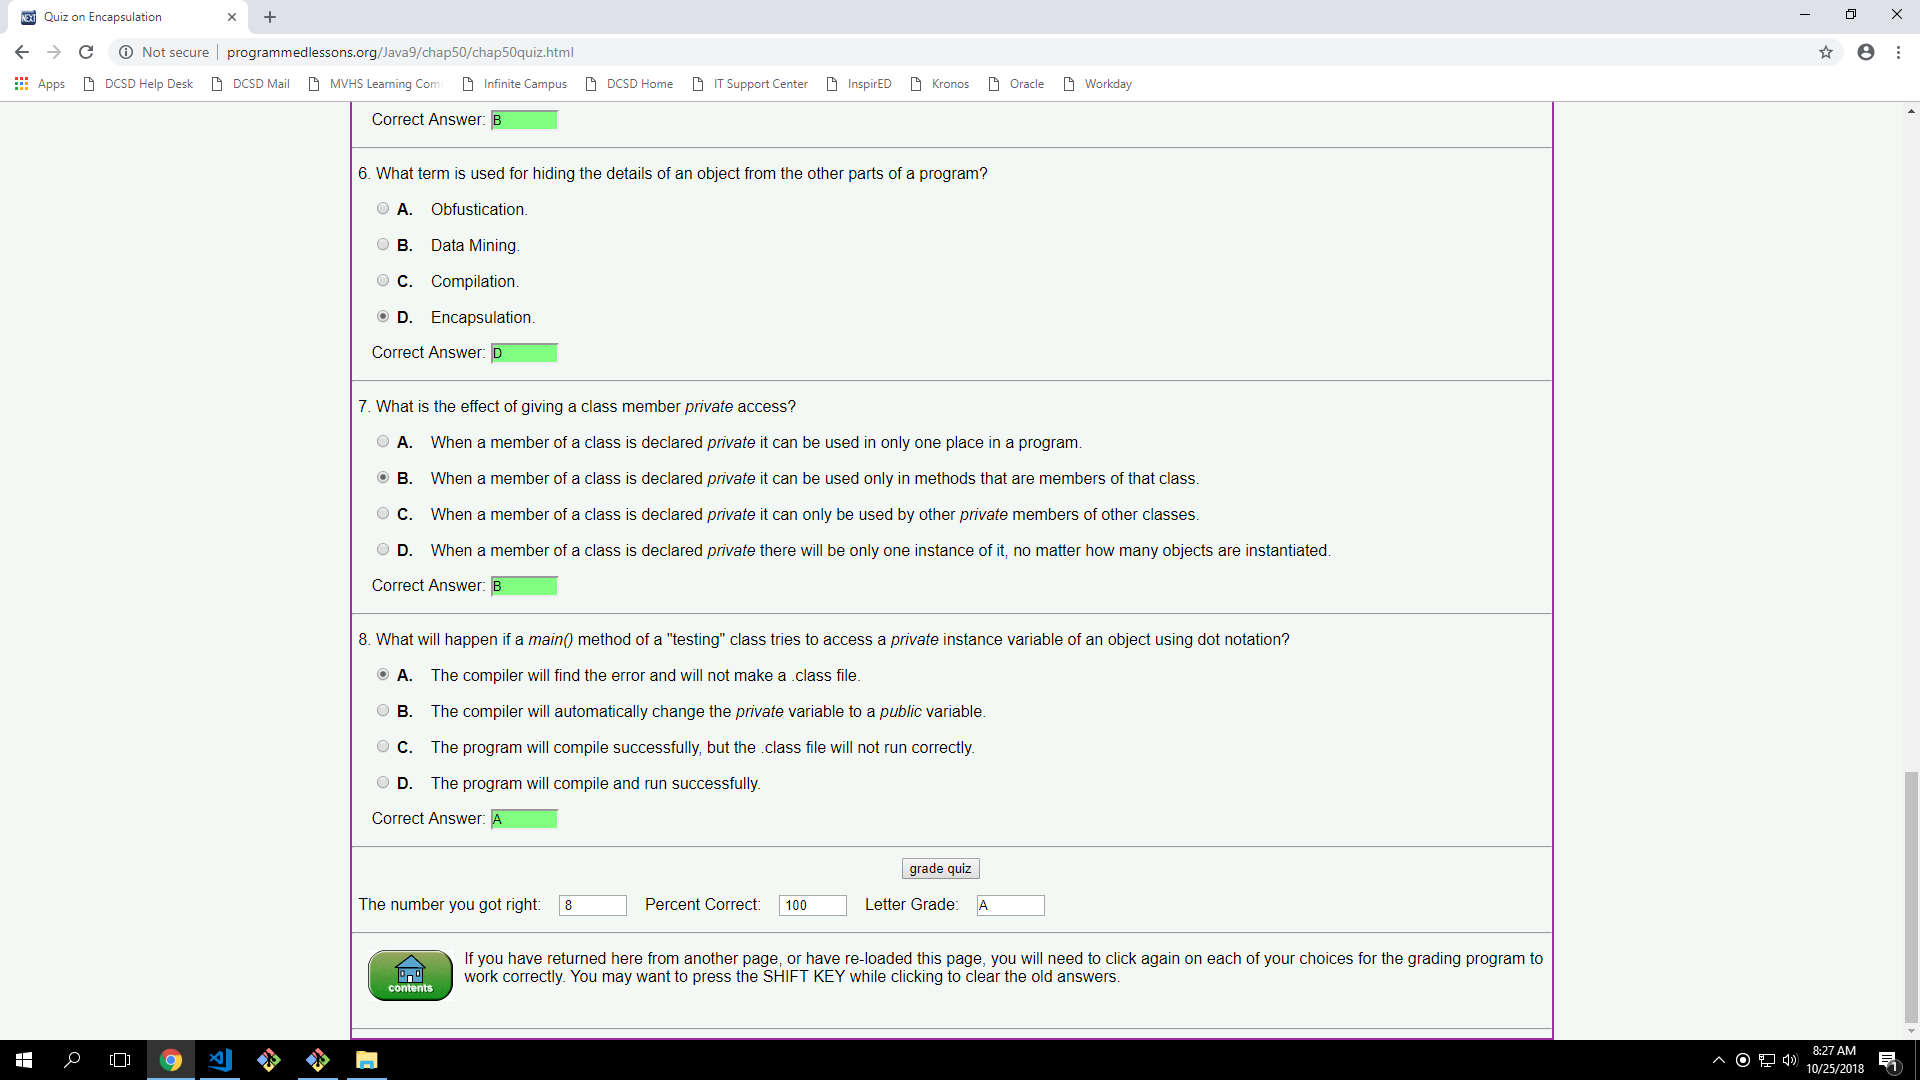 NEXT
Quiz on Encapsulation
Not secure
programmedlessons.org/Java9/chap50/chap50quiz.html
Apps
DCSD Help Desk
DCSD Mail
MVHS Learning Com
Infinite Campus
DCSD Home
IT Support Center
InspirED
Kronos
Oracle
Workday
Correct Answer: B
6. What term is used for hiding the details of an object from the other parts of a program?
A. Obfustication.
B. Data Mining.
C. Compilation.
D. Encapsulation.
Correct Answer: D
7. What is the effect of giving a class member private access?
A. When a member of a class is declared private it can be used in only one place in a program.
B. When a member of a class is declared private it can be used only in methods that are members of that class.
C. When a member of a class is declared private it can only be used by other private members of other classes.
D. When a member of a class is declared private there will be only one instance of it, no matter how many objects are instantiated.
Correct Answer: B
8. What will happen if a main() method of a "testing" class tries to access a private instance variable of an object using dot notation?
A. The compiler will find the error and will not make a .class file.
B. The compiler will automatically change the private variable to a public variable.
C. The program will compile successfully, but the .class file will not run correctly.
D. The program will compile and run successfully.
Correct Answer: A
grade quiz
The number you got right: 8 Percent Correct: 100 Letter Grade: A
If you have returned here from another page, or have re-loaded this page, you will need to click again on each of your choices for the grading program to
work correctly. You may want to press the SHIFT KEY while clicking to clear the old answers.
contents
8:27 AM
10/25/2018
1